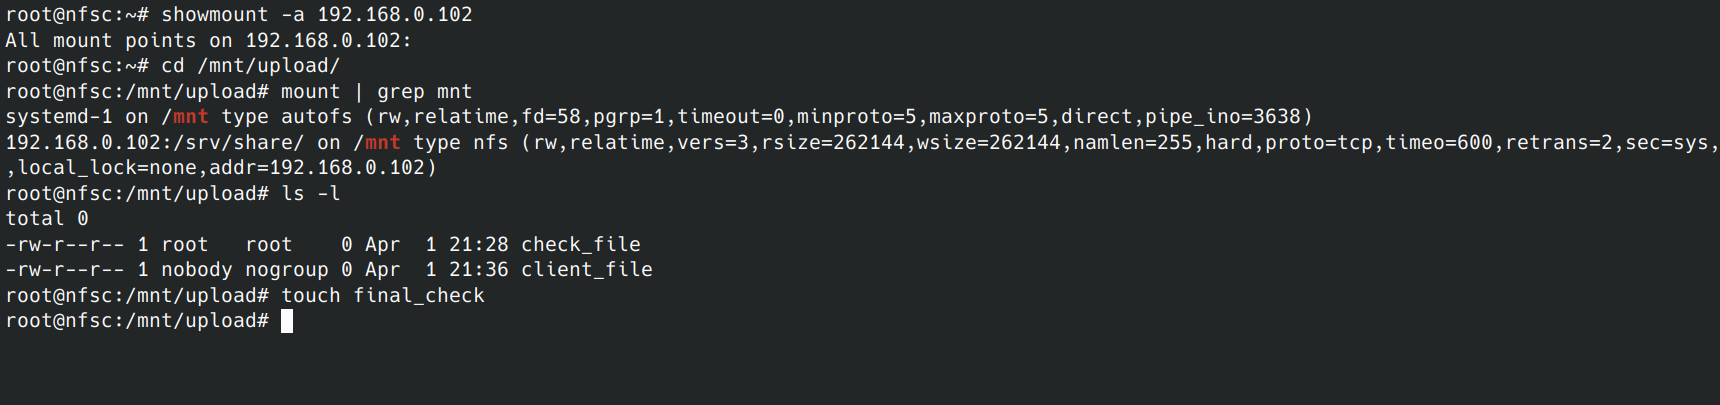 root@nfsc:~# showmount -a 192.168.0.102
All mount points on 192.168.0.102:
root@nfsc:~# cd /mnt/upload/
root@nfsc:/mnt/upload# mount | grep mnt
systemd-1 on /mnt type autofs (rw,relatime,fd=58,pgrp=1,timeout=0,minproto=5,maxproto=5,direct,pipe_ino=3638)
192.168.0.102:/srv/share/ on /mnt type nfs (rw,relatime,vers=3,rsize=262144,wsize=262144,namlen=255,hard,proto=tcp,timeo=600,retrans=2,sec=sys,
,local_lock=none,addr=192.168.0.102)
root@nfsc:/mnt/upload# ls -l
total 0
-rw-r--r-- 1 root   root    0 Apr  1 21:28 check_file
-rw-r--r-- 1 nobody nogroup 0 Apr  1 21:36 client_file
root@nfsc:/mnt/upload# touch final_check
root@nfsc:/mnt/upload#